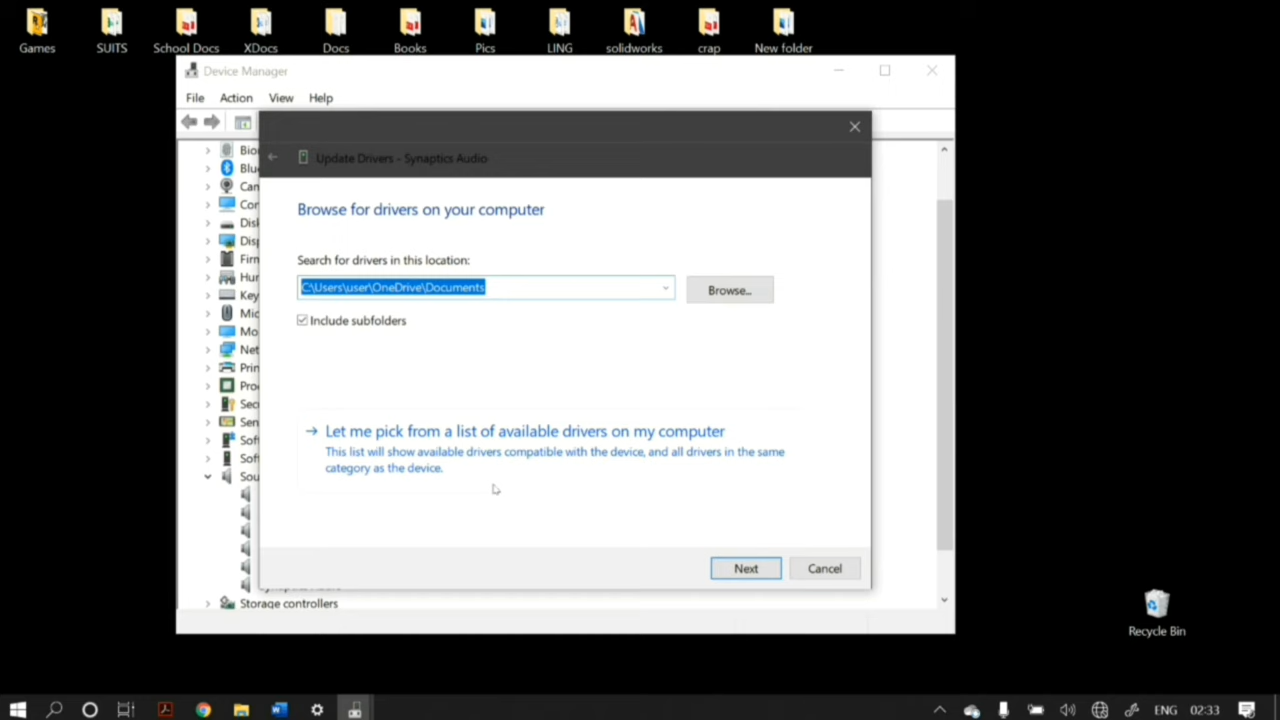 Games
SUITS
School Docs
XDocs
Docs
Books
Pics
LING
solidworks
crap
New folder
Device Manager
File
Action
View
Help
Update Drivers - Synaptics Audio
Browse for drivers on your computer
Search for drivers in this location:
C:\Users\user\OneDrive\Documents
Browse...
Include subfolders
Let me pick from a list of available drivers on my computer
This list will show available drivers compatible with the device, and all drivers in the same
category as the device.
Next
Cancel
Bio
Blu
Can
Cor
Disk
Disp
Firn
Hur
Key
Mic
Mo
Net
Prin
Pro
Sec
Sen
Sof
Sof
Sou
Storage controllers
Recycle Bin
ENG
02:33